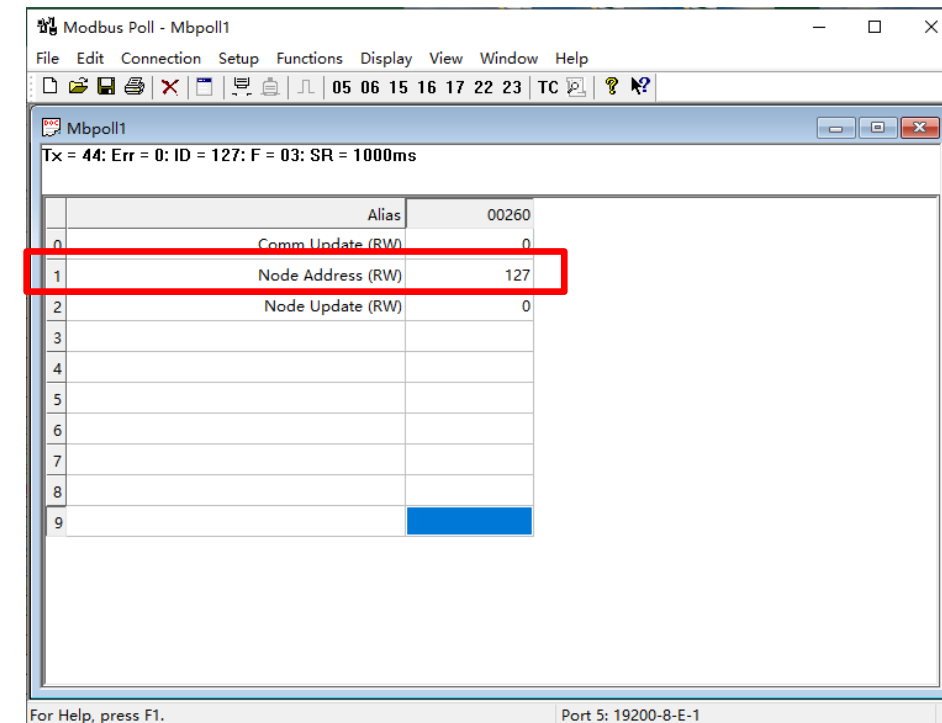 Modbus Poll - Mbpoll1
File Edit Connection Setup Functions Display View Window Help
05 06 15 16 17 22 23 TC
Mbpoll1
Tx = 44: Err = 0: ID = 127: F = 03: SR = 1000ms
Alias 00260
0 Comm Update (RW) 0
1 Node Address (RW) 127
2 Node Update (RW) 0
3
4
5
6
7
8
9
For Help, press F1. Port 5: 19200-8-E-1